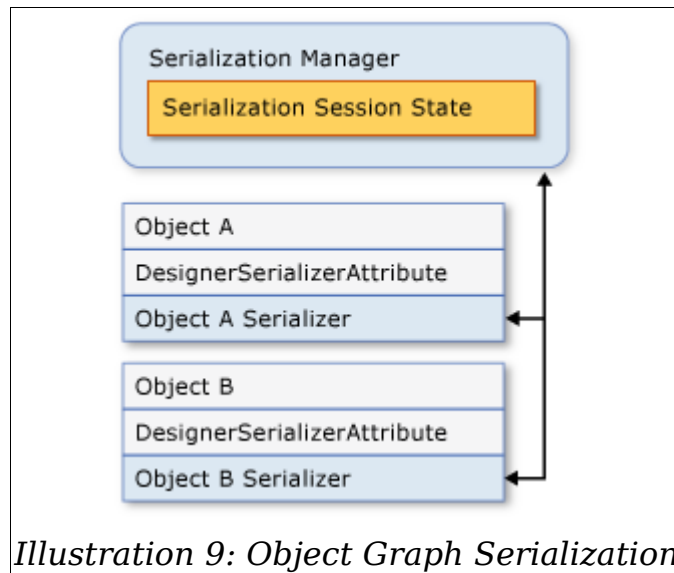 Serialization Manager
Serialization Session State
Object A
DesignerSerializerAttribute
Object A Serializer
Object B
DesignerSerializerAttribute
Object B Serializer
Illustration 9: Object Graph Serialization